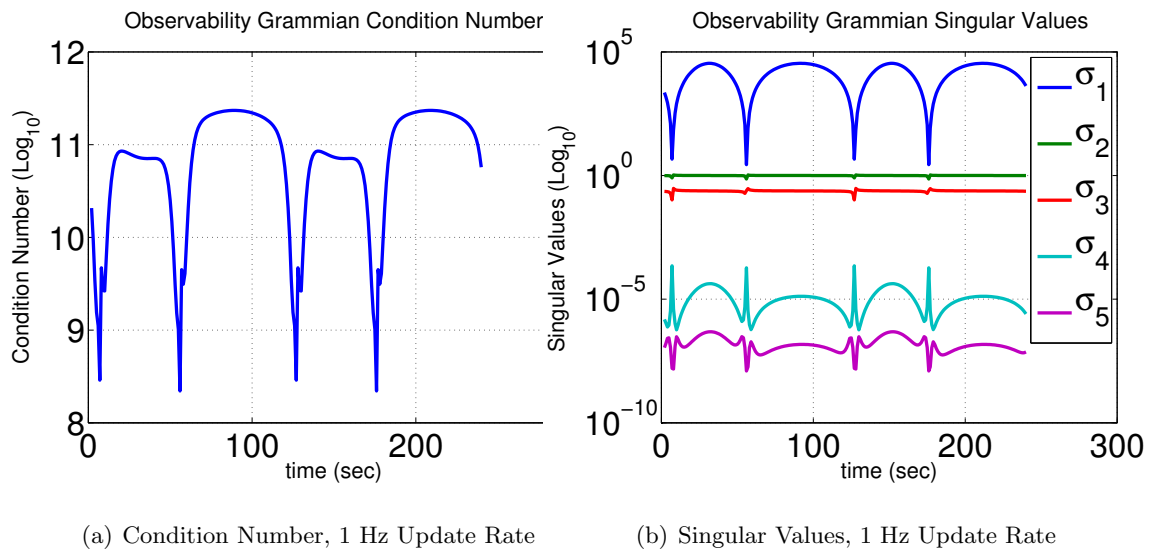 Observability Grammian Condition Number
12
11
10
9
8
Condition Number (Log10)
0
100
200
time (sec)
Observability Grammian Singular Values
10^5
10^0
10^-5
10^-10
Singular Values (Log10)
σ1
σ2
σ3
σ4
σ5
0
100
200
300
time (sec)
(a) Condition Number, 1 Hz Update Rate
(b) Singular Values, 1 Hz Update Rate